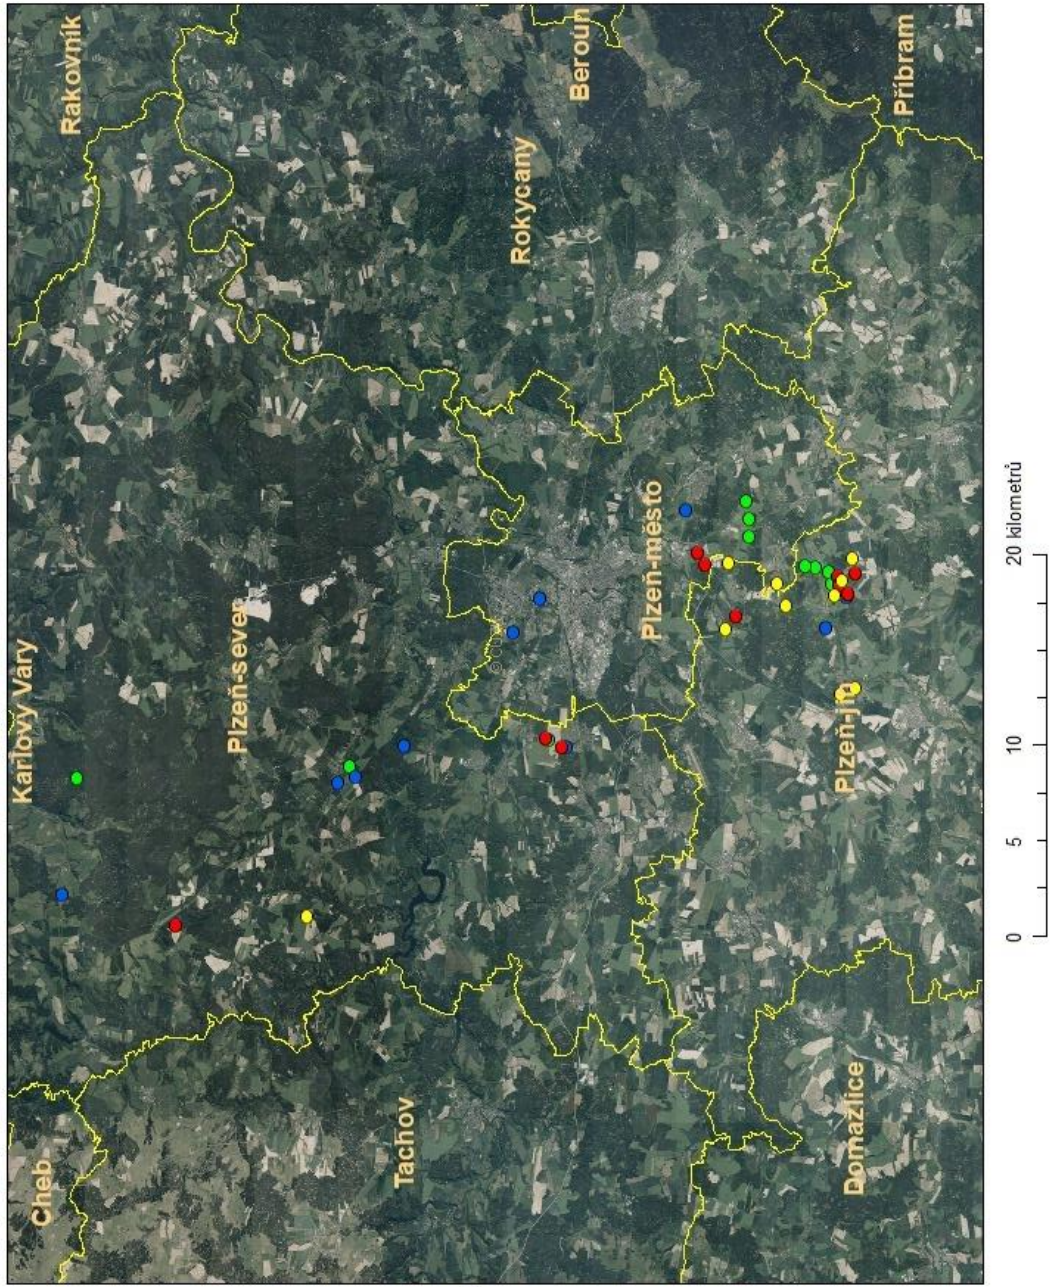 Cheb
Karlovy Vary
Rakovník
Plzeň-sever
Tachov
Rokycany
Beroun
Plzeň-město
Plzeň-jih
Domažlice
Příbram
0 5 10 20 kilometrů